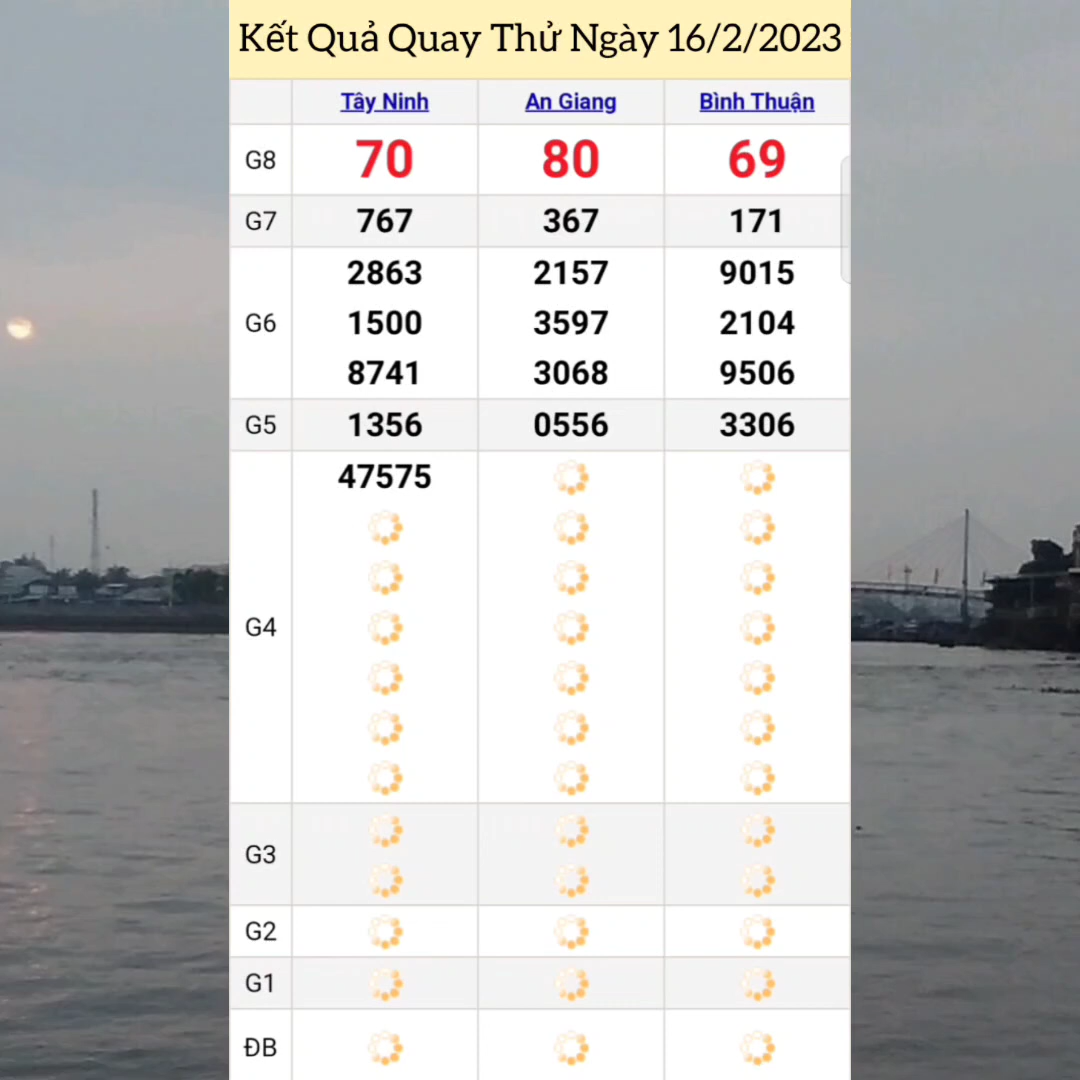 Kết Quả Quay Thử Ngày 16/2/2023
Tây Ninh An Giang Bình Thuận
G8 70 80 69
G7 767 367 171
2863 2157 9015
G6 1500 3597 2104
8741 3068 9506
G5 1356 0556 3306
47575
G4
G3
G2
G1
ĐB